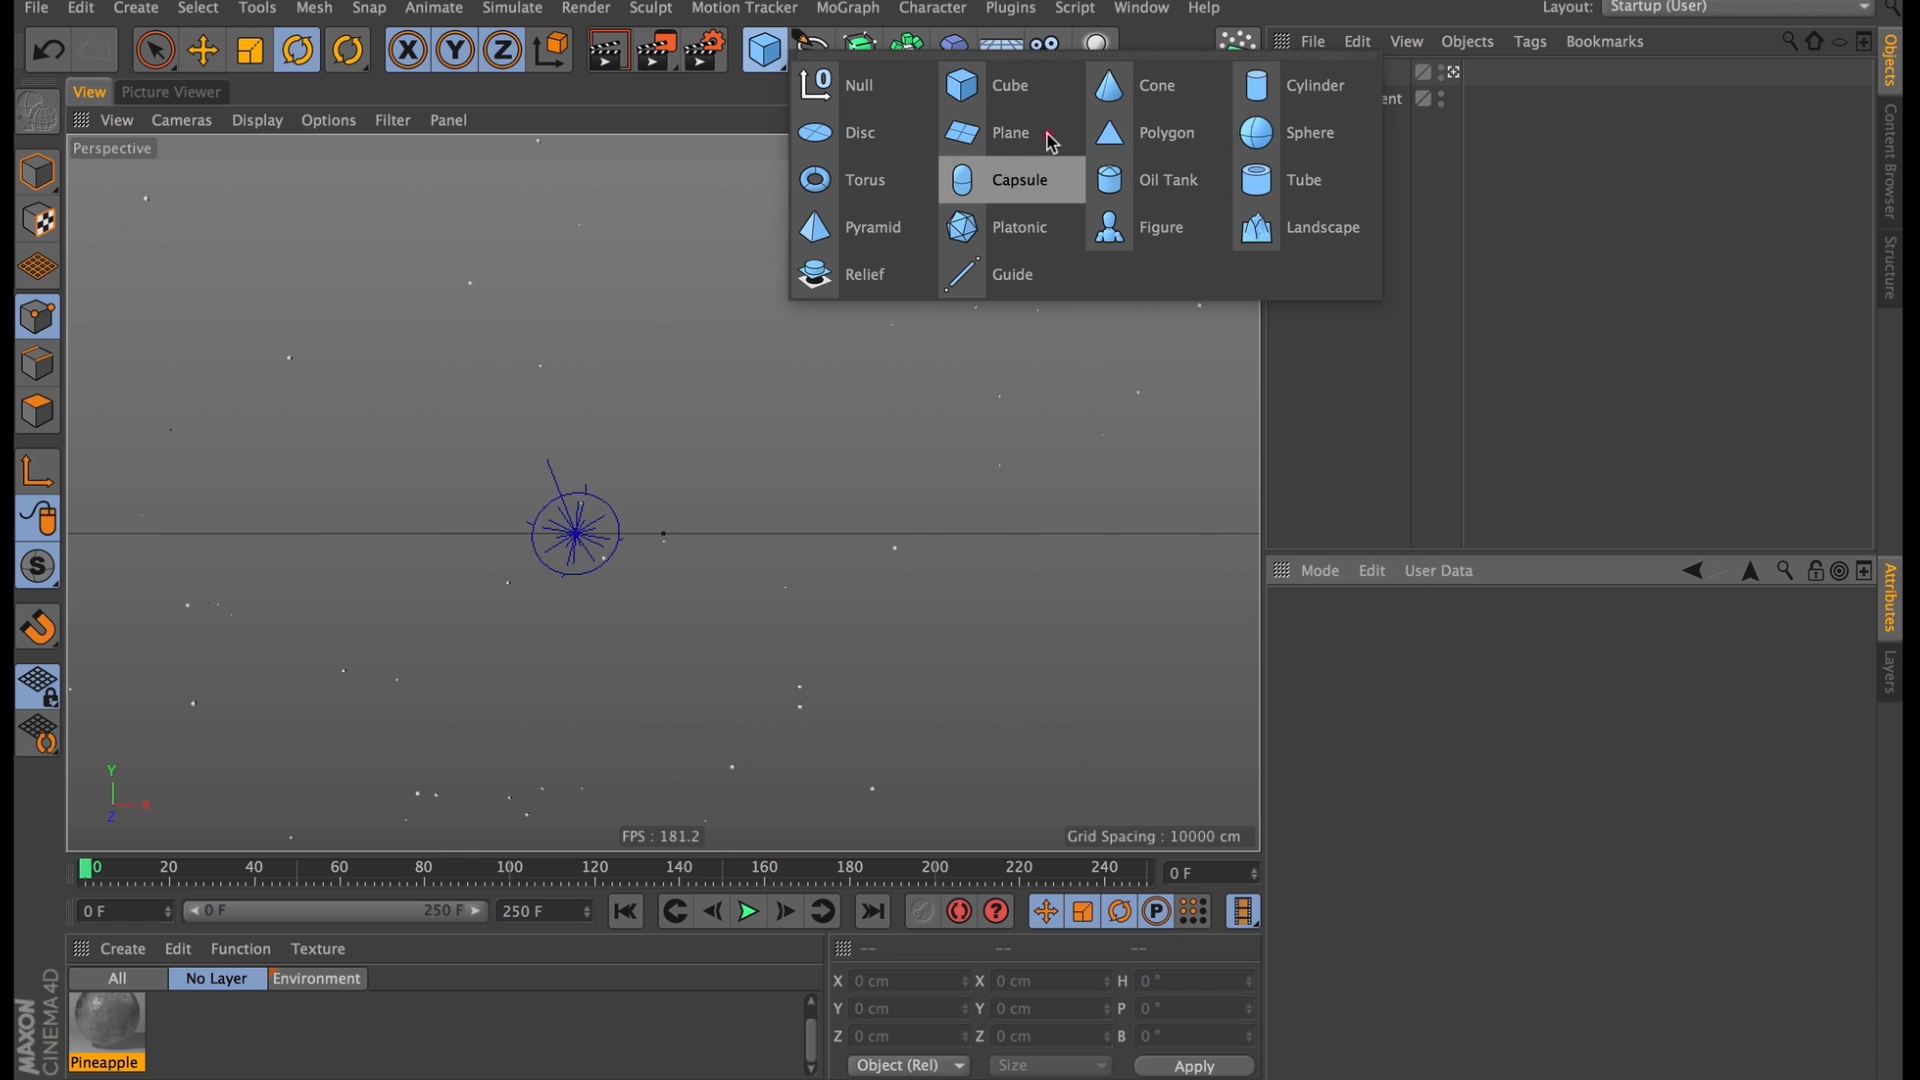 File Edit Create Select Tools Mesh Snap Animate Simulate Render Sculpt Motion Tracker MoGraph Character Plugins Script Window Help Layout: Startup (User)
X Y Z
File Edit View Objects Tags Bookmarks
View Picture Viewer
View Cameras Display Options Filter Panel
Perspective
0 Null Cube Cone Cylinder
Disc Plane Polygon Sphere
Torus Capsule Oil Tank Tube
Pyramid Platonic Figure Landscape
Relief Guide
ent
Objects
Content Browser
Structure
Mode Edit User Data
Attributes
Layers
S
Y
X
Z
FPS : 181.2
Grid Spacing : 10000 cm
0 20 40 60 80 100 120 140 160 180 200 220 240 0 F
0 F 0 F 250 F 250 F ? P
Create Edit Function Texture -- -- --
All No Layer Environment
X 0 cm X 0 cm H 0 °
Y 0 cm Y 0 cm P 0 °
Z 0 cm Z 0 cm B 0 °
Pineapple
Object (Rel) Size Apply
MAXON
CINEMA4D